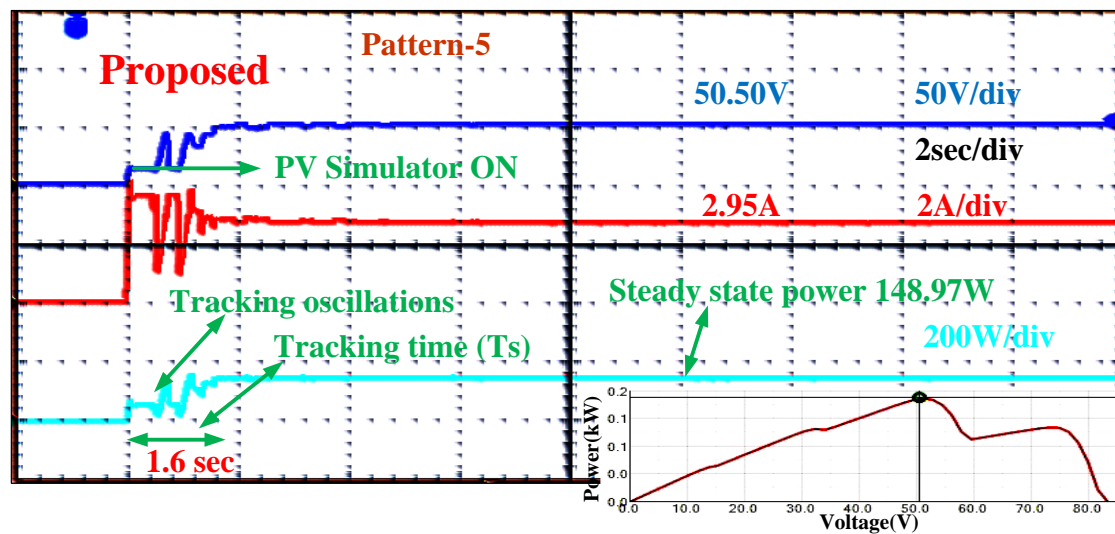 Pattern-5
Proposed
50.50V 50V/div
2sec/div
PV Simulator ON
2.95A 2A/div
Tracking oscillations
Steady state power 148.97W
Tracking time (Ts)
200W/div
1.6 sec
Power(kW)
0.2
0.1
0.0
0.0
0.0 10.0 20.0 30.0 40.0 50.0 60.0 70.0 80.0
Voltage(V)